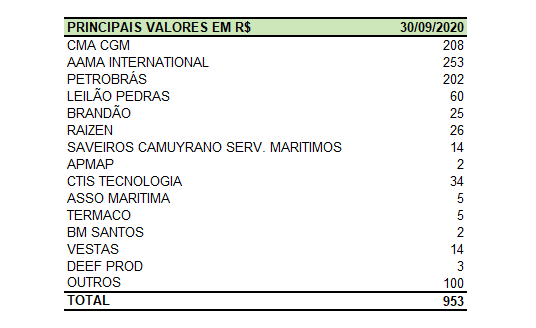 PRINCIPAIS VALORES EM R$ 30/09/2020
CMA CGM 208
AAMA INTERNATIONAL 253
PETROBRÁS 202
LEILÃO PEDRAS 60
BRANDÃO 25
RAIZEN 26
SAVEIROS CAMUYRANO SERV. MARITIMOS 14
APMAP 2
CTIS TECNOLOGIA 34
ASSO MARITIMA 5
TERMACO 5
BM SANTOS 2
VESTAS 14
DEEF PROD 3
OUTROS 100
TOTAL 953